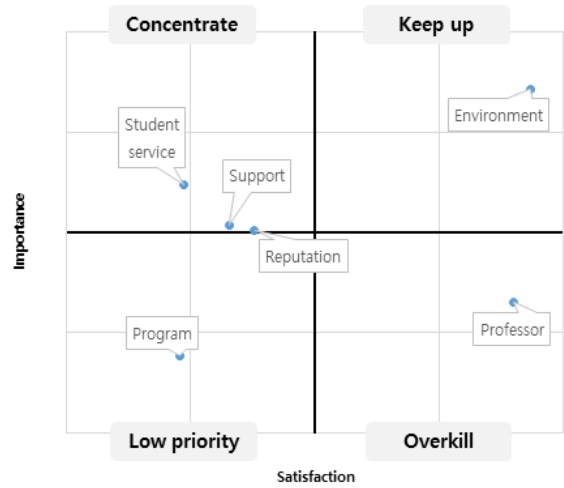 Concentrate
Keep up
Environment
Student
service
Support
Reputation
Importance
Program
Professor
Low priority
Overkill
Satisfaction